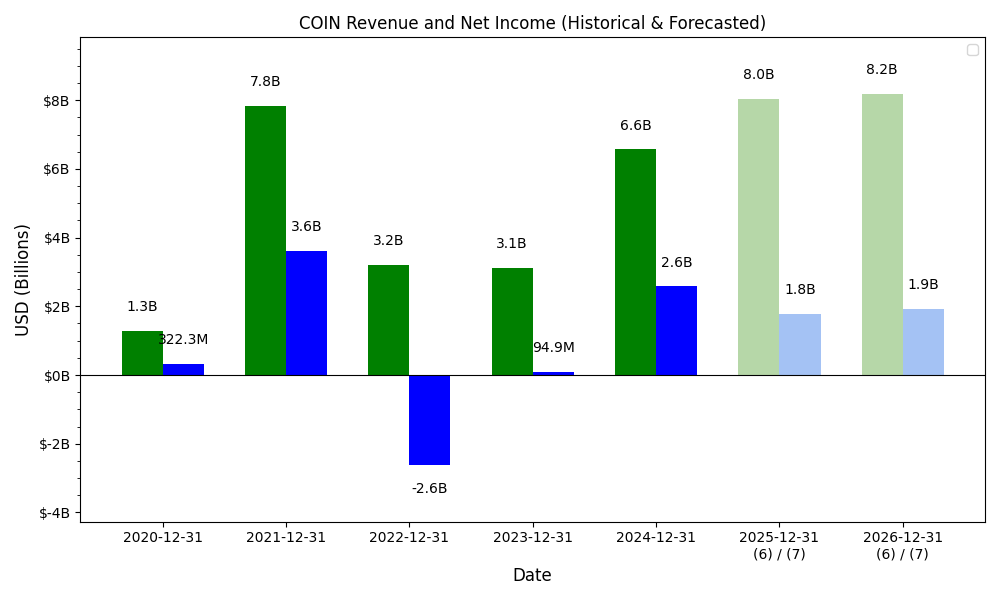 COIN Revenue and Net Income (Historical & Forecasted)
USD (Billions)
$8B
$6B
$4B
$2B
$0B
$-2B
$-4B
1.3B
322.3M
7.8B
3.6B
3.2B
-2.6B
3.1B
94.9M
6.6B
2.6B
8.0B
1.8B
8.2B
1.9B
2020-12-31
2021-12-31
2022-12-31
2023-12-31
2024-12-31
2025-12-31
(6) / (7)
2026-12-31
(6) / (7)
Date